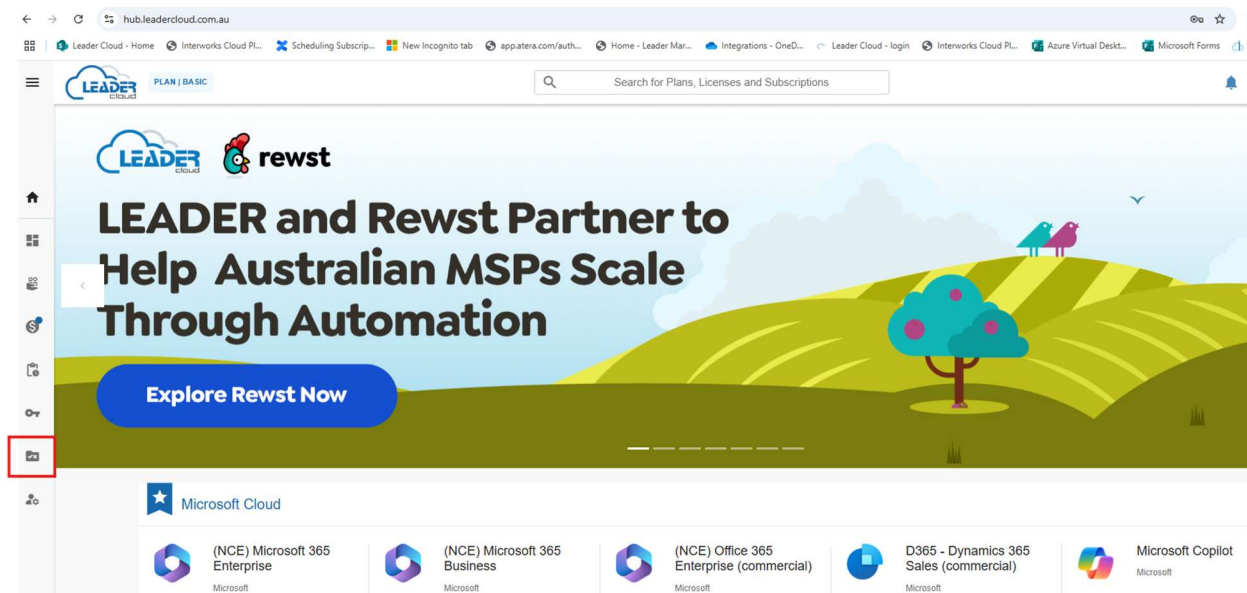 hub.leadercloud.com.au
Leader Cloud - Home
Interworks Cloud Pl...
Scheduling Subscrip...
New Incognito tab
app.atera.com/auth...
Home - Leader Mar...
Integrations - OneD...
Leader Cloud - login
Interworks Cloud Pl...
Azure Virtual Deskt...
Microsoft Forms
LEADER
cloud
PLAN | BASIC
Search for Plans, Licenses and Subscriptions
LEADER
cloud
rewst
LEADER and Rewst Partner to
Help Australian MSPs Scale
Through Automation
Explore Rewst Now
Microsoft Cloud
(NCE) Microsoft 365
Enterprise
Microsoft
(NCE) Microsoft 365
Business
Microsoft
(NCE) Office 365
Enterprise (commercial)
Microsoft
D365 - Dynamics 365
Sales (commercial)
Microsoft
Microsoft Copilot
Microsoft